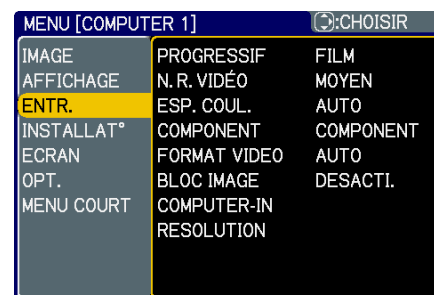 MENU [COMPUTER 1] :CHOISIR
IMAGE PROGRESSIF FILM
AFFICHAGE N.R.VIDÉO MOYEN
ENTR. ESP. COUL. AUTO
INSTALLAT° COMPONENT COMPONENT
ECRAN FORMAT VIDEO AUTO
OPT. BLOC IMAGE DESACTI.
MENU COURT COMPUTER-IN
RESOLUTION